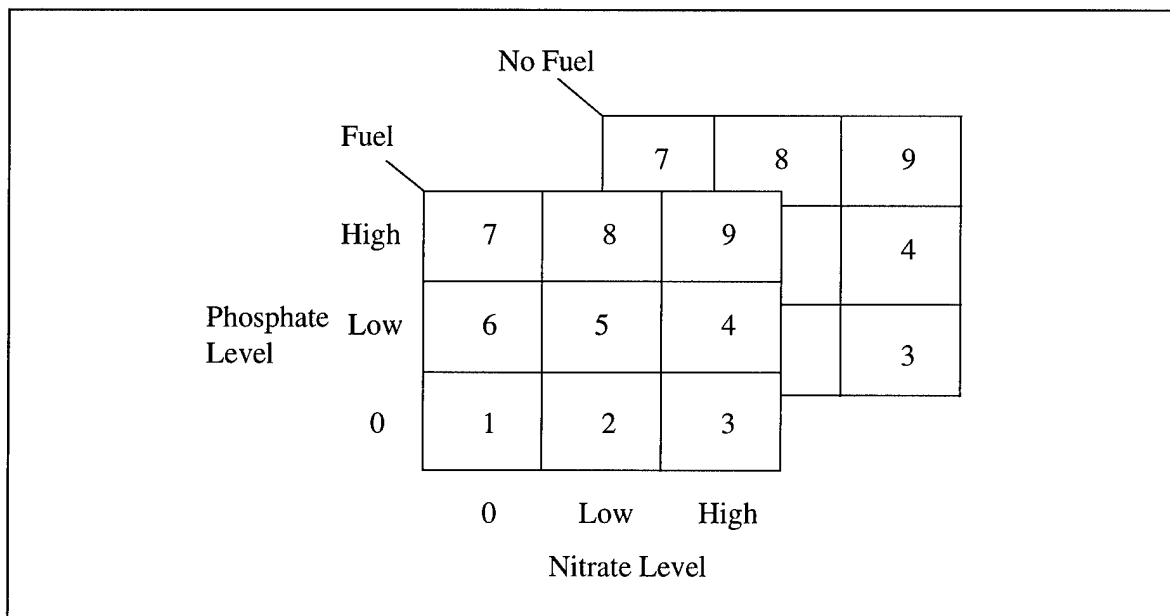 No Fuel
7 8 9
Fuel
High 7 8 9
4
Phosphate
Level
Low 6 5 4
3
0 1 2 3
0 Low High
Nitrate Level